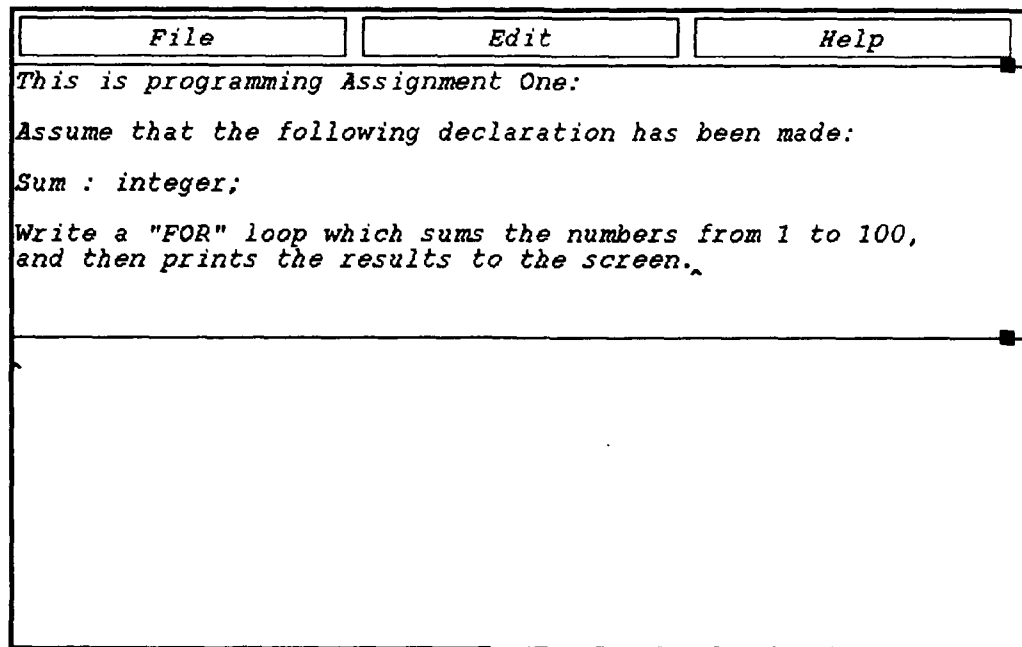 File Edit Help
This is programming Assignment One:
Assume that the following declaration has been made:
Sum : integer;
Write a "FOR" loop which sums the numbers from 1 to 100,
and then prints the results to the screen.